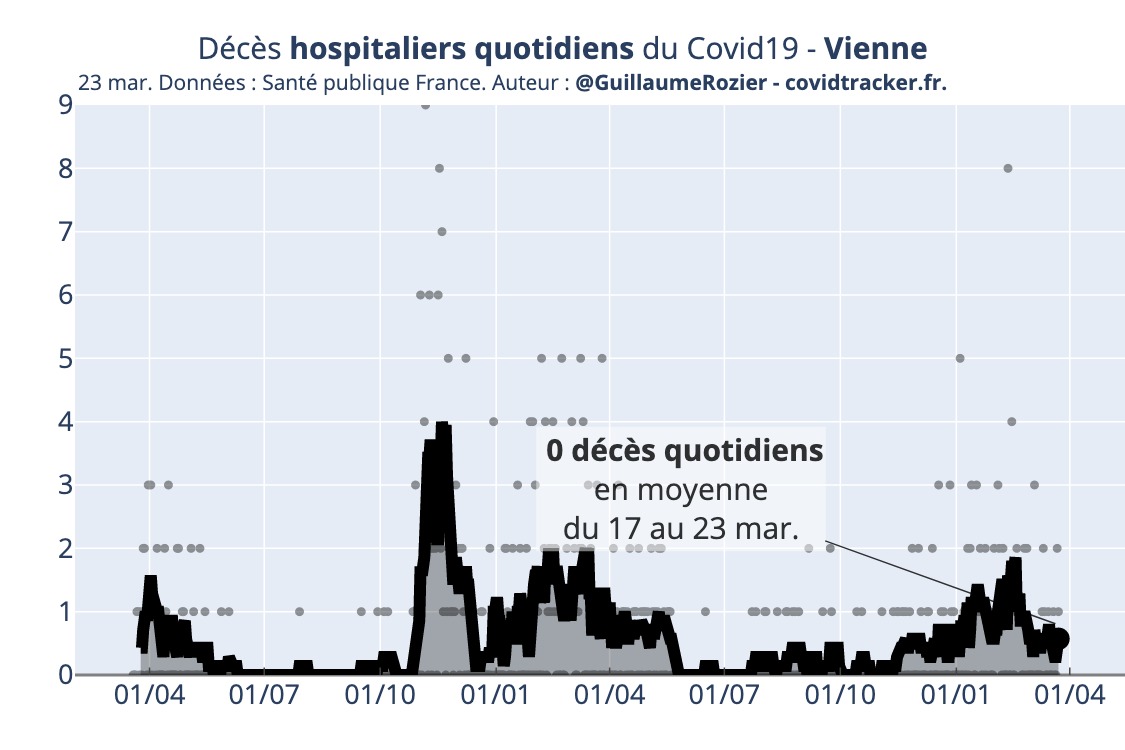 Décès hospitaliers quotidiens du Covid19 - Vienne
23 mar. Données : Santé publique France. Auteur : @GuillaumeRozier - covidtracker.fr.
9
8
7
6
5
4
3
2
1
0
0 décès quotidiens
en moyenne
du 17 au 23 mar.
01/04 01/07 01/10 01/01 01/04 01/07 01/10 01/01 01/04